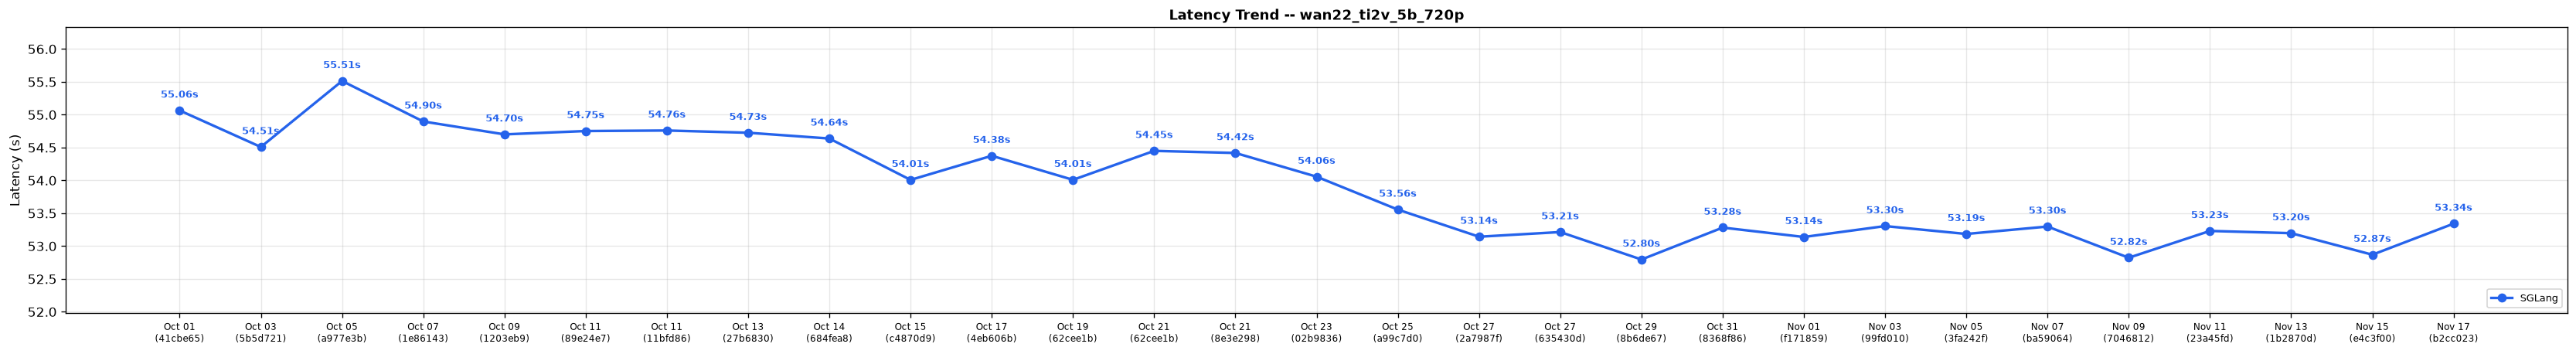 Latency Trend -- wan22_ti2v_5b_720p
Latency (s)
56.0
55.5
55.0
54.5
54.0
53.5
53.0
52.5
52.0
55.06s
54.51s
55.51s
54.90s
54.70s
54.75s
54.76s
54.73s
54.64s
54.01s
54.38s
54.01s
54.45s
54.42s
54.06s
53.56s
53.14s
53.21s
52.80s
53.28s
53.14s
53.30s
53.19s
53.30s
52.82s
53.23s
53.20s
52.87s
53.34s
SGLang
Oct 01
(41cbe65)
Oct 03
(5b5d721)
Oct 05
(a977e3b)
Oct 07
(1e86143)
Oct 09
(1203eb9)
Oct 11
(89e24e7)
Oct 11
(11bfd86)
Oct 13
(27b6830)
Oct 14
(684fea8)
Oct 15
(c4870d9)
Oct 17
(4eb606b)
Oct 19
(62cee1b)
Oct 21
(62cee1b)
Oct 21
(8e3e298)
Oct 23
(02b9836)
Oct 25
(a99c7d0)
Oct 27
(2a7987f)
Oct 27
(635430d)
Oct 29
(8b6de67)
Oct 31
(8368f86)
Nov 01
(f171859)
Nov 03
(99fd010)
Nov 05
(3fa242f)
Nov 07
(ba59064)
Nov 09
(7046812)
Nov 11
(23a45fd)
Nov 13
(1b2870d)
Nov 15
(e4c3f00)
Nov 17
(b2cc023)